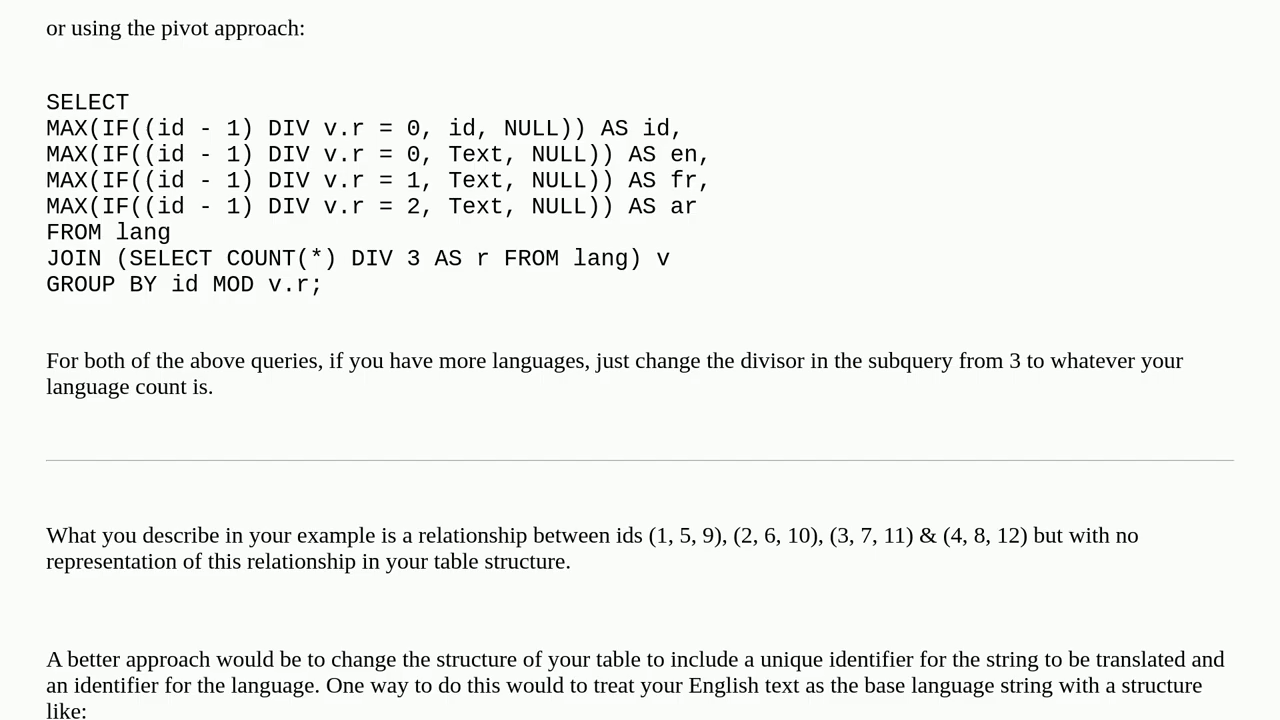 or using the pivot approach:
SELECT
MAX(IF((id - 1) DIV v.r = 0, id, NULL)) AS id,
MAX(IF((id - 1) DIV v.r = 0, Text, NULL)) AS en,
MAX(IF((id - 1) DIV v.r = 1, Text, NULL)) AS fr,
MAX(IF((id - 1) DIV v.r = 2, Text, NULL)) AS ar
FROM lang
JOIN (SELECT COUNT(*) DIV 3 AS r FROM lang) v
GROUP BY id MOD v.r;
For both of the above queries, if you have more languages, just change the divisor in the subquery from 3 to whatever your
language count is.
What you describe in your example is a relationship between ids (1, 5, 9), (2, 6, 10), (3, 7, 11) & (4, 8, 12) but with no
representation of this relationship in your table structure.
A better approach would be to change the structure of your table to include a unique identifier for the string to be translated and
an identifier for the language. One way to do this would to treat your English text as the base language string with a structure
like: